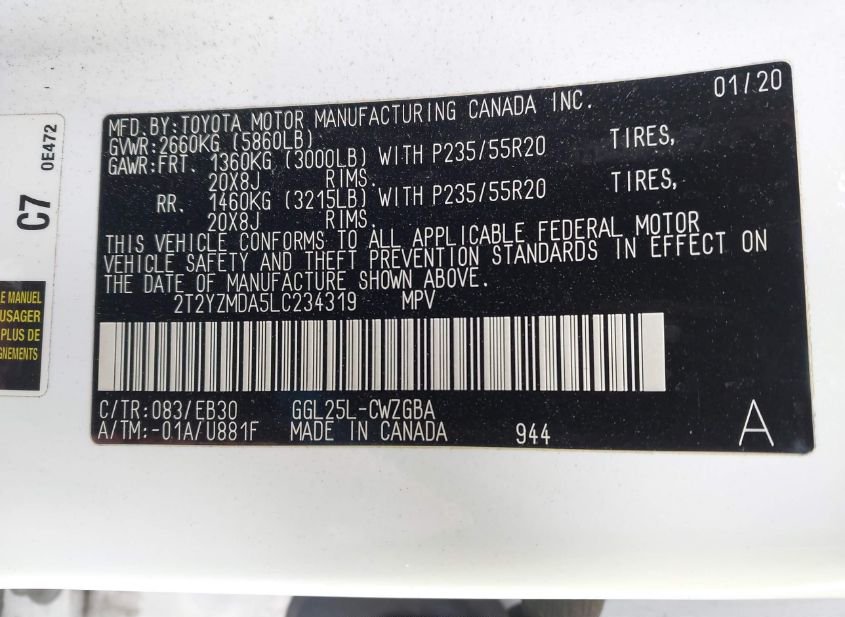 01/20
MFD.BY:TOYOTA MOTOR MANUFACTURING CANADA INC.
GVWR:2660KG (5860LB)
GAWR:FRT. 1360KG (3000LB) WITH P235/55R20 TIRES,
20X8J RIMS.
RR. 1460KG (3215LB) WITH P235/55R20 TIRES,
20X8J RIMS.
THIS VEHICLE CONFORMS TO ALL APPLICABLE FEDERAL MOTOR
VEHICLE SAFETY AND THEFT PREVENTION STANDARDS IN EFFECT ON
THE DATE OF MANUFACTURE SHOWN ABOVE.
2T2YZMDA5LC234319 MPV
C/TR:083/EB30 GGL25L-CWZGBA
A/TM:-01A/U881F MADE IN CANADA 944 A
C7 0E472
LE MANUEL
USAGER
PLUS DE
IGNEMENTS